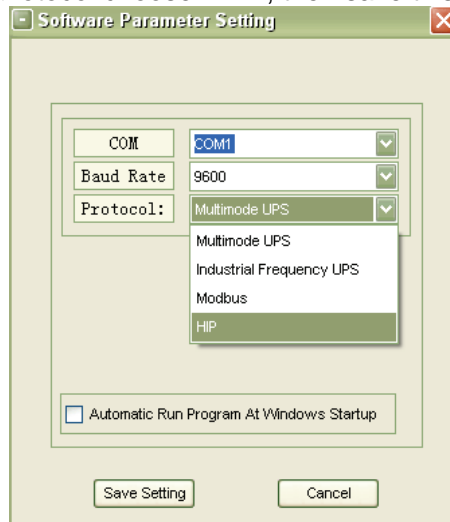 Software Parameter Setting
COM COM1
Baud Rate 9600
Protocol: Multimode UPS
Multimode UPS
Industrial Frequency UPS
Modbus
HIP
Automatic Run Program At Windows Startup
Save Setting Cancel